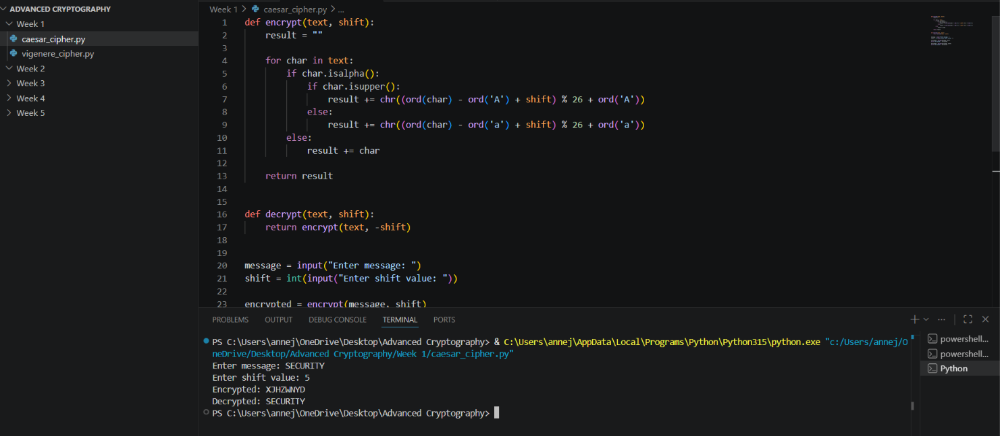 ADVANCED CRYPTOGRAPHY
Week 1
caesar_cipher.py
vigenere_cipher.py
Week 2
Week 3
Week 4
Week 5
Week 1 > caesar_cipher.py > ...
1 def encrypt(text, shift):
2     result = ""
3
4     for char in text:
5         if char.isalpha():
6             if char.isupper():
7                 result += chr((ord(char) - ord('A') + shift) % 26 + ord('A'))
8             else:
9                 result += chr((ord(char) - ord('a') + shift) % 26 + ord('a'))
10         else:
11             result += char
12
13     return result
14
15
16 def decrypt(text, shift):
17     return encrypt(text, -shift)
18
19
20 message = input("Enter message: ")
21 shift = int(input("Enter shift value: "))
22
23 encrypted = encrypt(message, shift)
PROBLEMS OUTPUT DEBUG CONSOLE TERMINAL PORTS
PS C:\Users\annej\OneDrive\Desktop\Advanced Cryptography> & C:\Users\annej\AppData\Local\Programs\Python\Python315\python.exe "c:/Users/annej/O
neDrive/Desktop/Advanced Cryptography/Week 1/caesar_cipher.py"
Enter message: SECURITY
Enter shift value: 5
Encrypted: XJHZWNYD
Decrypted: SECURITY
PS C:\Users\annej\OneDrive\Desktop\Advanced Cryptography>
powershell...
powershell...
Python